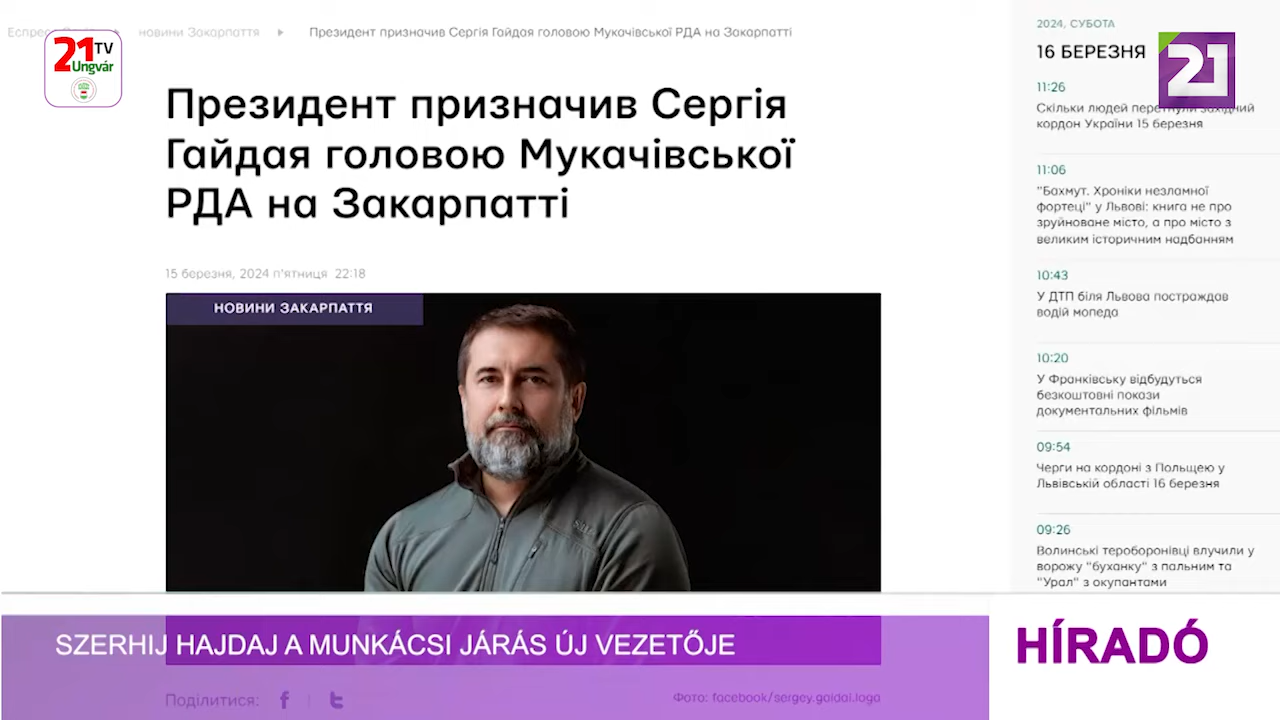 новини Закарпаття
Президент призначив Сергія Гайдая головою Мукачівської РДА на Закарпатті
21 TV
Ungvár
Президент призначив Сергія
Гайдая головою Мукачівської
РДА на Закарпатті
15 березня, 2024 п'ятниця 22:18
НОВИНИ ЗАКАРПАТТЯ
2024, СУБОТА
16 БЕРЕЗНЯ
21
11:26
Скільки людей перетнули західний
кордон України 15 березня
11:06
"Бахмут. Хроніки незламної
фортеці" у Львові: книга не про
зруйноване місто, а про місто з
великим історичним надбанням
10:43
У ДТП біля Львова постраждав
водій мопеда
10:20
У Франківську відбудуться
безкоштовні покази
документальних фільмів
09:54
Черги на кордоні з Польщею у
Львівській області 16 березня
09:26
Волинські тероборонівці влучили у
ворожу "буханку" з пальним та
"Урал" з окупантами
SZERHIJ HAJDAJ A MUNKÁCSI JÁRÁS ÚJ VEZETŐJE
HÍRADÓ
Поділитися:
Фото: facebook/sergey.gaidai.loga